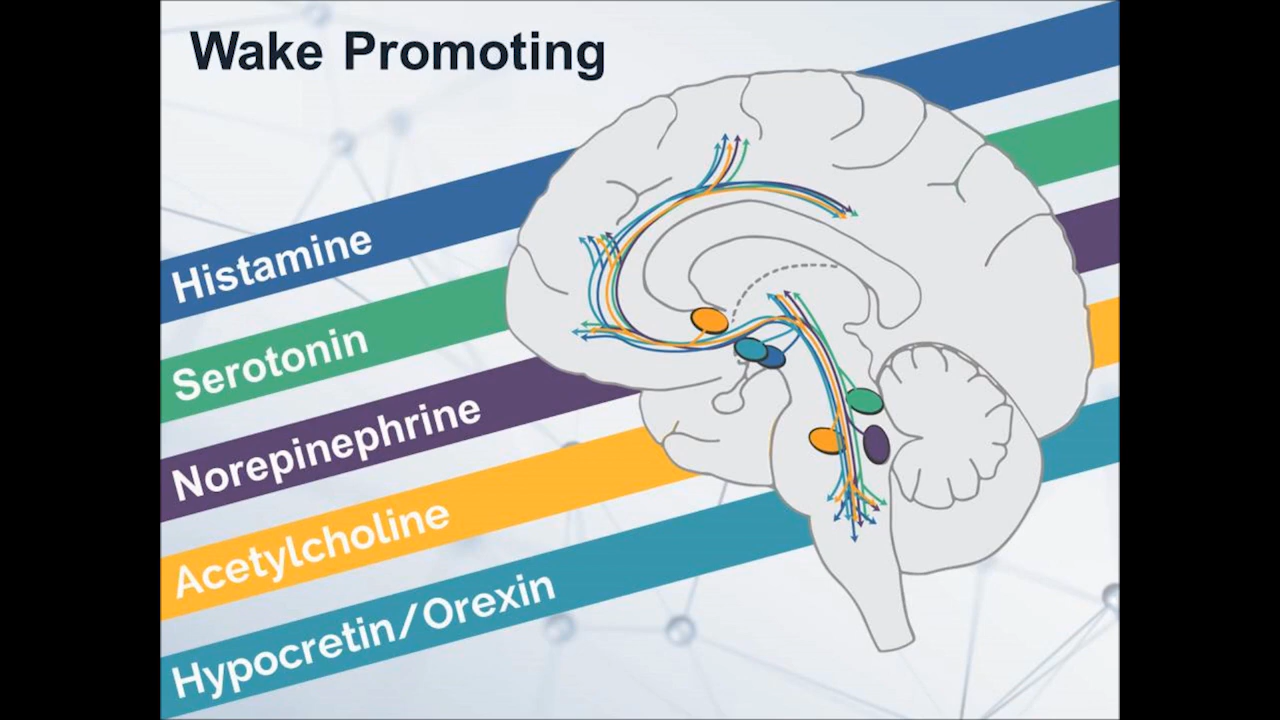 Wake Promoting
Histamine
Serotonin
Norepinephrine
Acetylcholine
Hypocretin/Orexin